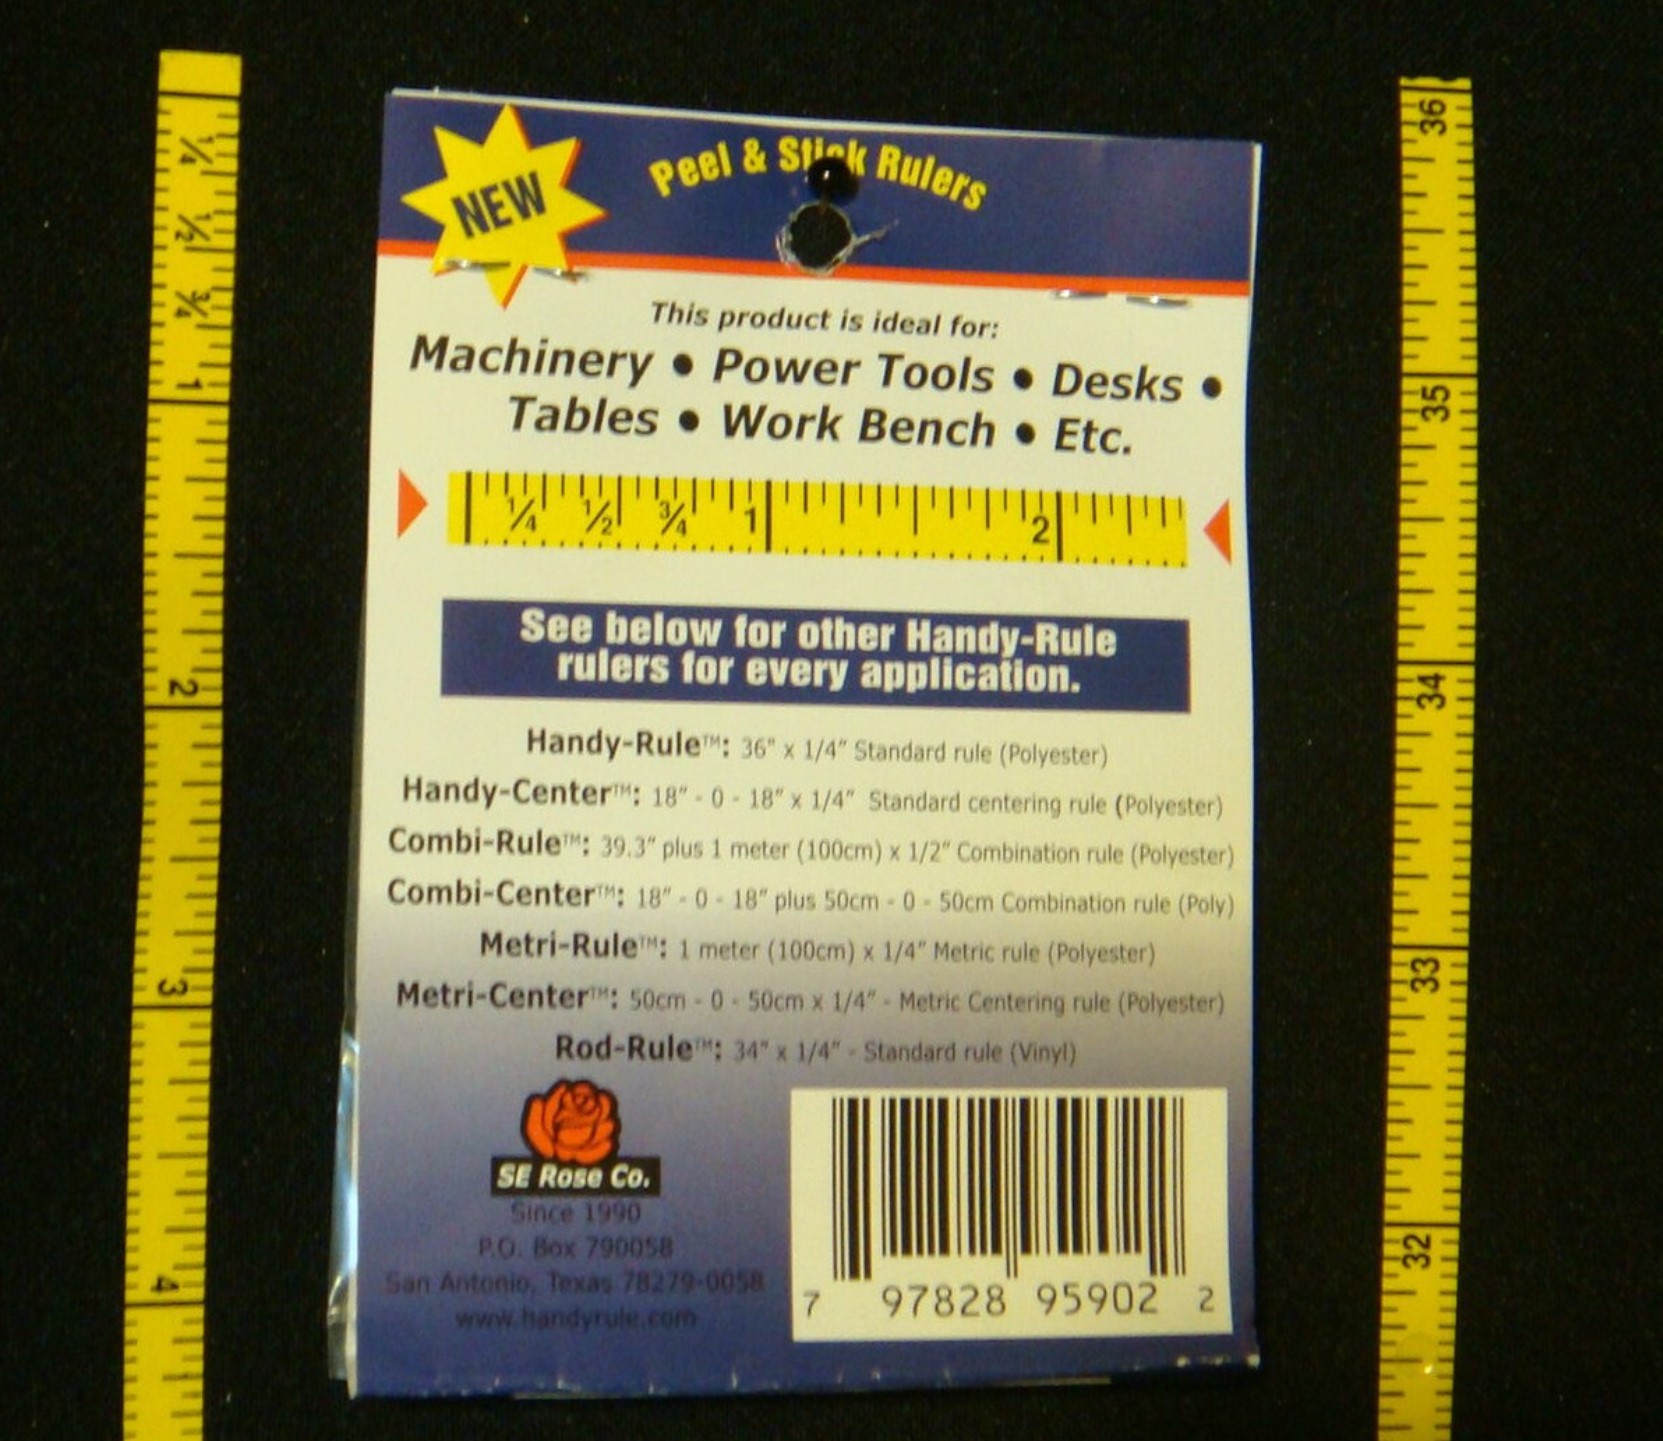 NEW
Peel & Stick Rulers
This product is ideal for:
Machinery • Power Tools • Desks •
Tables • Work Bench • Etc.
1/4 1/2 3/4 1 2
See below for other Handy-Rule
rulers for every application.
Handy-Rule™: 36" x 1/4" Standard rule (Polyester)
Handy-Center™: 18" - 0 - 18" x 1/4" Standard centering rule (Polyester)
Combi-Rule™: 39.3" plus 1 meter (100cm) x 1/2" Combination rule (Polyester)
Combi-Center™: 18" - 0 - 18" plus 50cm - 0 - 50cm Combination rule (Poly)
Metri-Rule™: 1 meter (100cm) x 1/4" Metric rule (Polyester)
Metri-Center™: 50cm - 0 - 50cm x 1/4" - Metric Centering rule (Polyester)
Rod-Rule™: 34" x 1/4" - Standard rule (Vinyl)
SE Rose Co.
Since 1990
P.O. Box 790058
San Antonio, Texas 78279-0058
www.handyrule.com
7 97828 95902 2
1/4 1/2 3/4 1 2 3 4
36 35 34 33 32